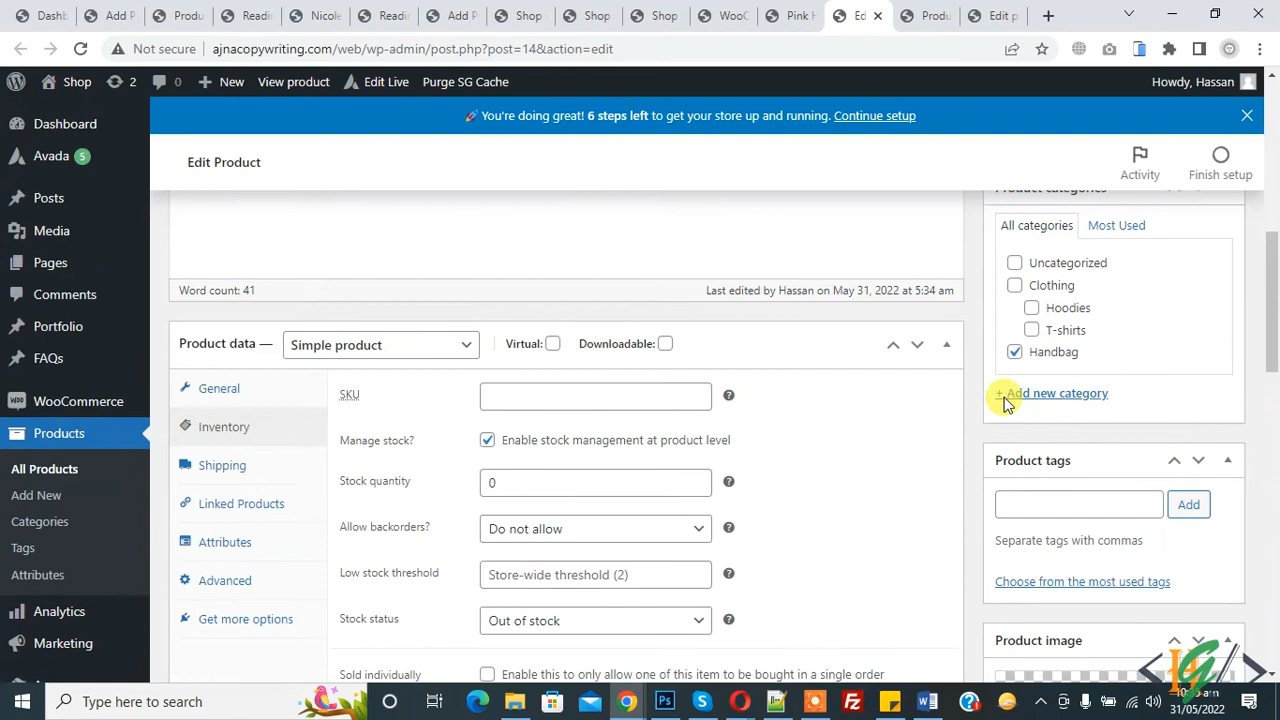 Dashb
Add P
Produ
Readi
Nicole
Readi
Add P
Shop
Shop
Shop
WooC
Pink H
Ed
Produ
Edit p
Not secure
ajnacopywriting.com/web/wp-admin/post.php?post=14&action=edit
Shop
2
New
View product
Edit Live
Purge SG Cache
Howdy, Hassan
You're doing great! 6 steps left to get your store up and running. Continue setup
Edit Product
Activity
Finish setup
Dashboard
Avada 5
Posts
Media
Pages
Comments
Portfolio
FAQs
WooCommerce
Products
All Products
Add New
Categories
Tags
Attributes
Analytics
Marketing
Word count: 41
Last edited by Hassan on May 31, 2022 at 5:34 am
Product data —
Simple product
Virtual:
Downloadable:
General
Inventory
Shipping
Linked Products
Attributes
Advanced
Get more options
SKU
Manage stock?
Enable stock management at product level
Stock quantity
0
Allow backorders?
Do not allow
Low stock threshold
Store-wide threshold (2)
Stock status
Out of stock
Sold individually
Enable this to only allow one of this item to be bought in a single order
Product categories
All categories
Most Used
Uncategorized
Clothing
Hoodies
T-shirts
Handbag
+ Add new category
Product tags
Add
Separate tags with commas
Choose from the most used tags
Product image
Type here to search
31/05/2022